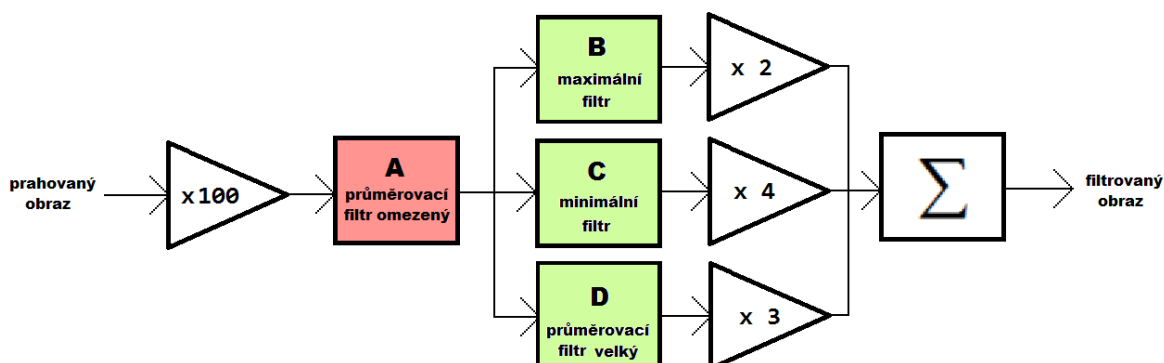 prahovaný
obraz
x100
A
průměrovací
filtr omezený
B
maximální
filtr
x 2
C
minimální
filtr
x 4
D
průměrovací
filtr velký
x 3
Σ
filtrovaný
obraz